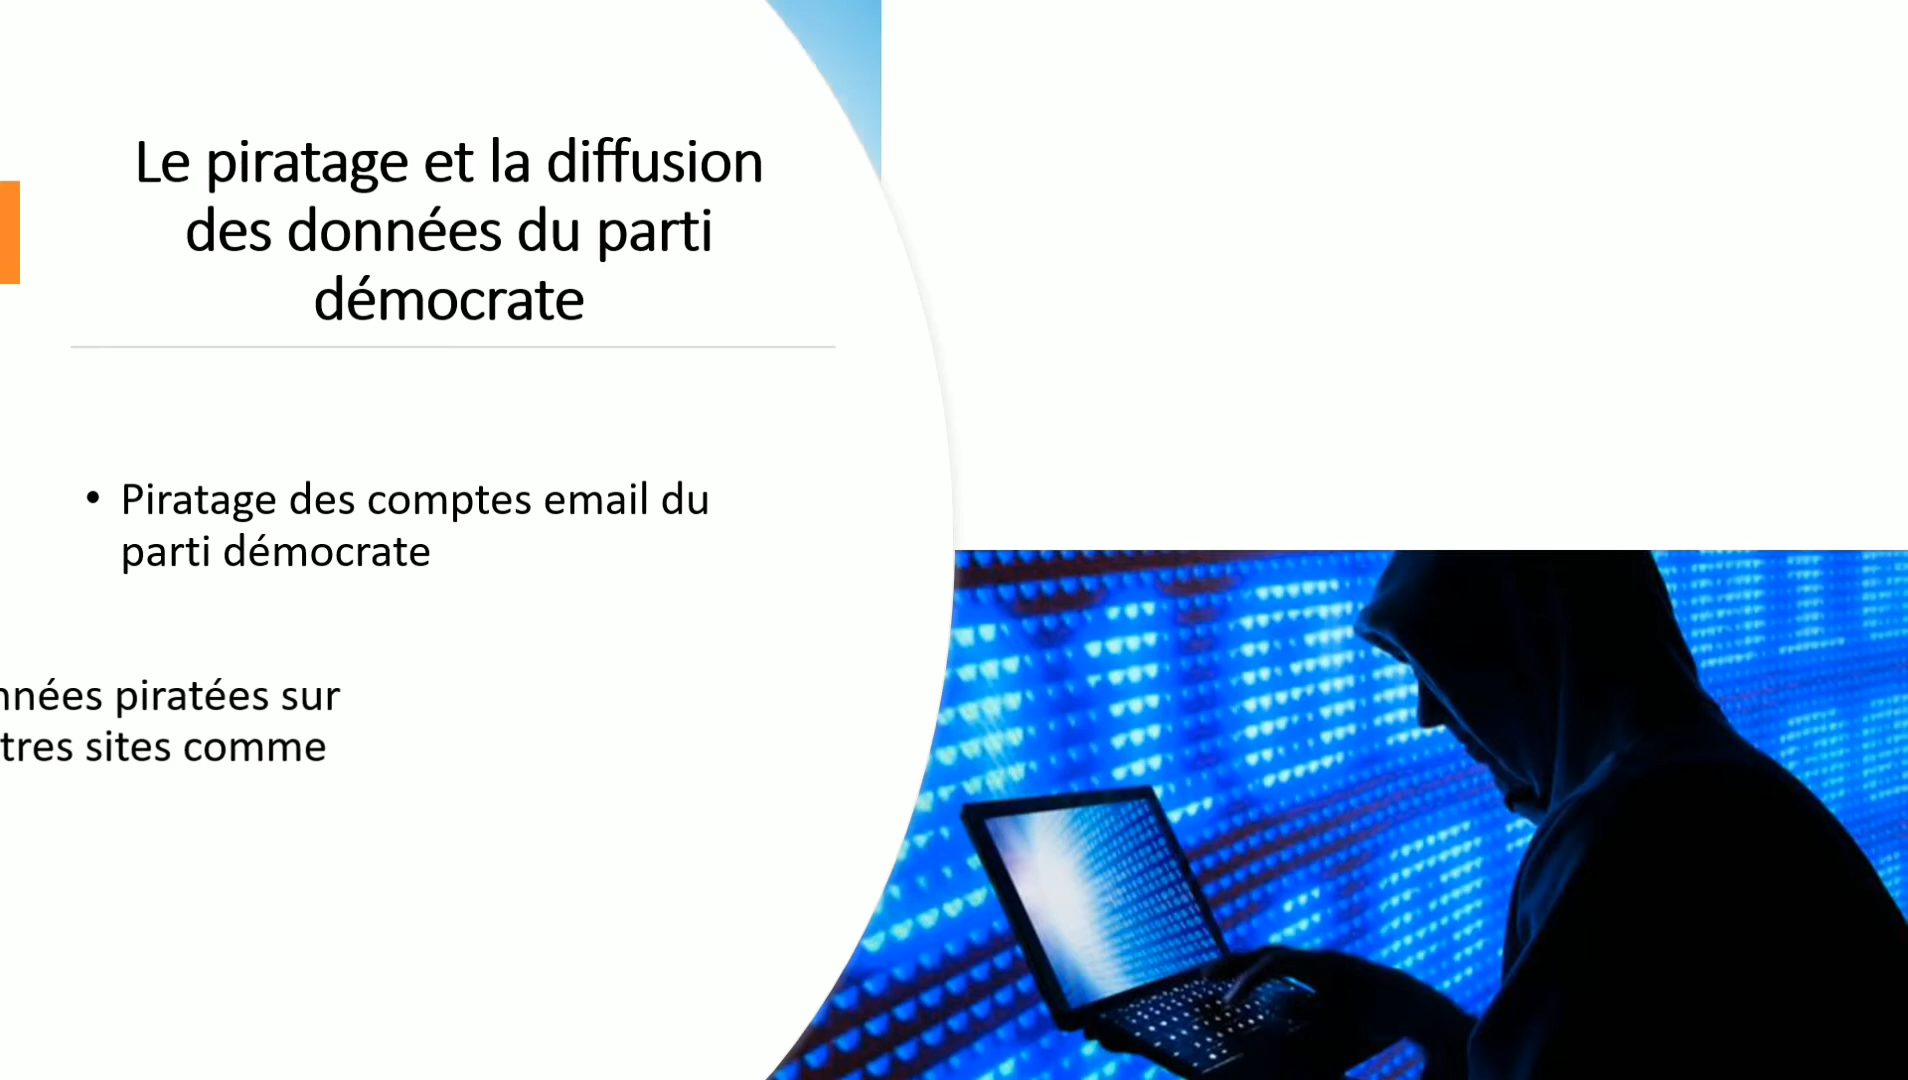 Le piratage et la diffusion
des données du parti
démocrate
• Piratage des comptes email du
parti démocrate
nnées piratées sur
tres sites comme